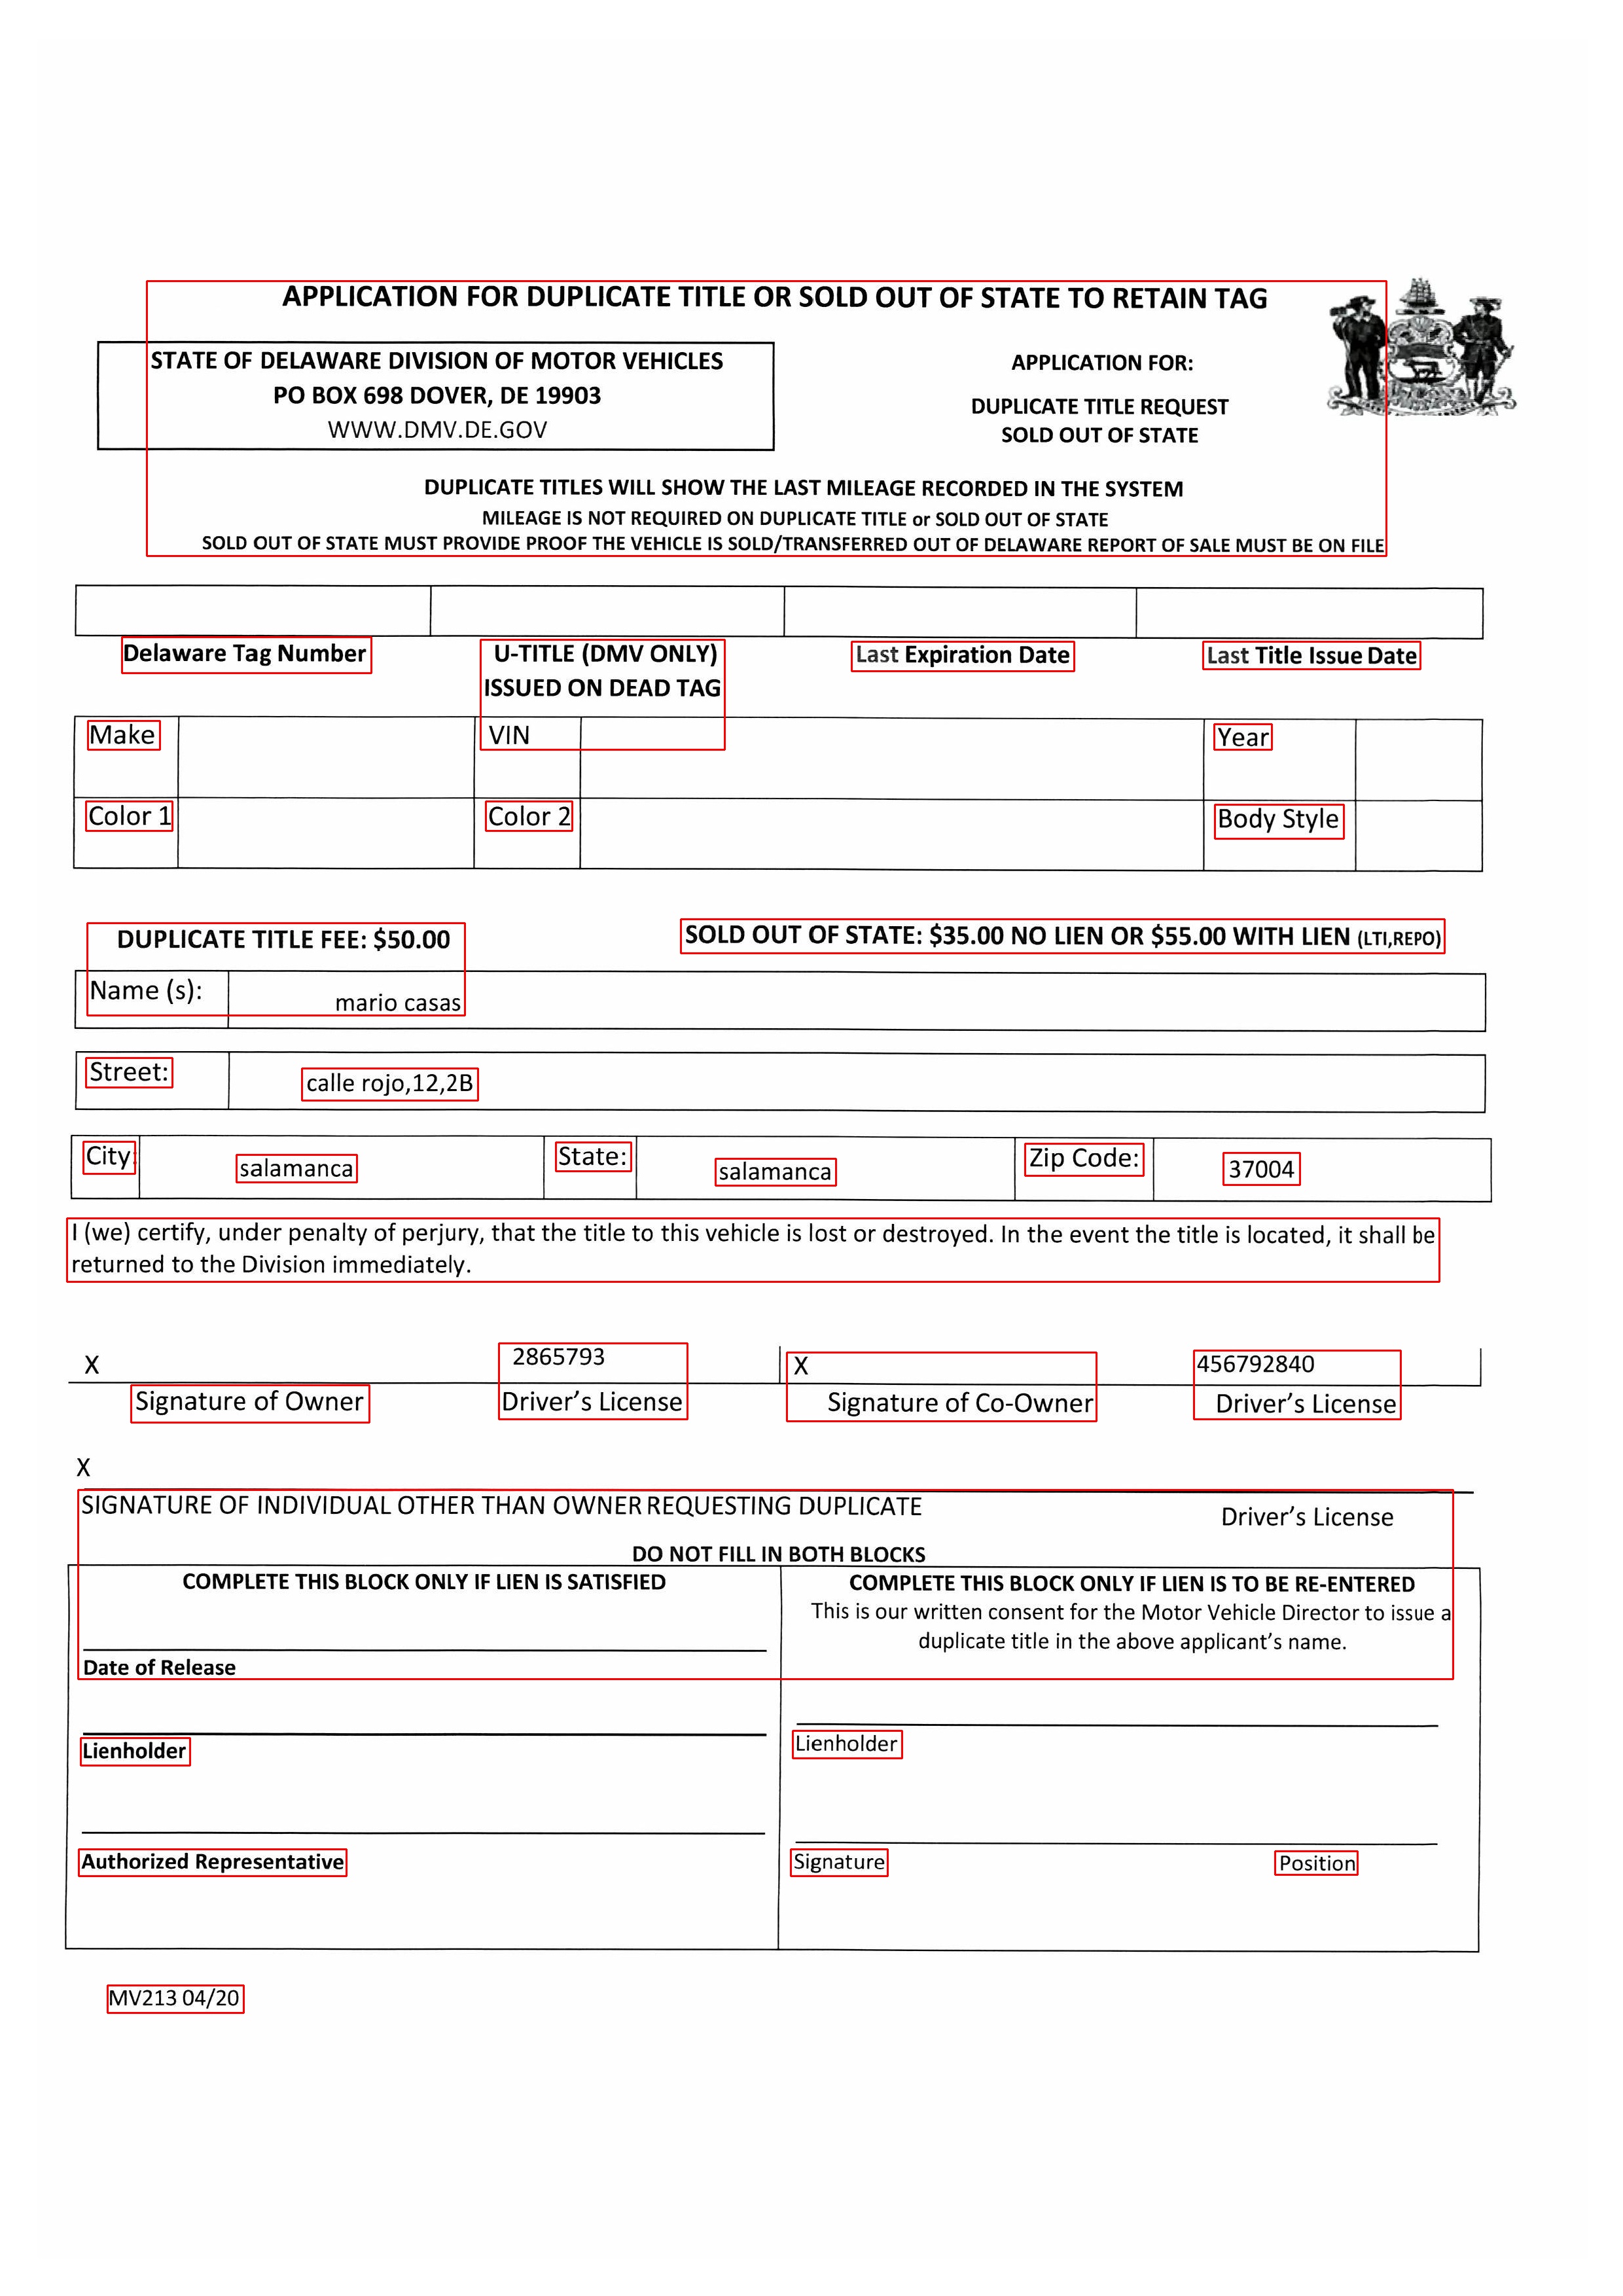 APPLICATION FOR DUPLICATE TITLE OR SOLD OUT OF STATE TO RETAIN TAG
STATE OF DELAWARE DIVISION OF MOTOR VEHICLES
PO BOX 698 DOVER, DE 19903
WWW.DMV.DE.GOV
APPLICATION FOR:
DUPLICATE TITLE REQUEST
SOLD OUT OF STATE
DUPLICATE TITLES WILL SHOW THE LAST MILEAGE RECORDED IN THE SYSTEM
MILEAGE IS NOT REQUIRED ON DUPLICATE TITLE or SOLD OUT OF STATE
SOLD OUT OF STATE MUST PROVIDE PROOF THE VEHICLE IS SOLD/TRANSFERRED OUT OF DELAWARE REPORT OF SALE MUST BE ON FILE
Delaware Tag Number
U-TITLE (DMV ONLY)
ISSUED ON DEAD TAG
Last Expiration Date
Last Title Issue Date
Make
VIN
Year
Color 1
Color 2
Body Style
DUPLICATE TITLE FEE: $50.00
SOLD OUT OF STATE: $35.00 NO LIEN OR $55.00 WITH LIEN (LTI,REPO)
Name (s): mario casas
Street: calle rojo,12,2B
City: salamanca State: salamanca Zip Code: 37004
I (we) certify, under penalty of perjury, that the title to this vehicle is lost or destroyed. In the event the title is located, it shall be
returned to the Division immediately.
X 2865793 X 456792840
Signature of Owner Driver's License Signature of Co-Owner Driver's License
X
SIGNATURE OF INDIVIDUAL OTHER THAN OWNER REQUESTING DUPLICATE Driver's License
DO NOT FILL IN BOTH BLOCKS
COMPLETE THIS BLOCK ONLY IF LIEN IS SATISFIED
Date of Release
Lienholder
Authorized Representative
COMPLETE THIS BLOCK ONLY IF LIEN IS TO BE RE-ENTERED
This is our written consent for the Motor Vehicle Director to issue a
duplicate title in the above applicant's name.
Lienholder
Signature Position
MV213 04/20